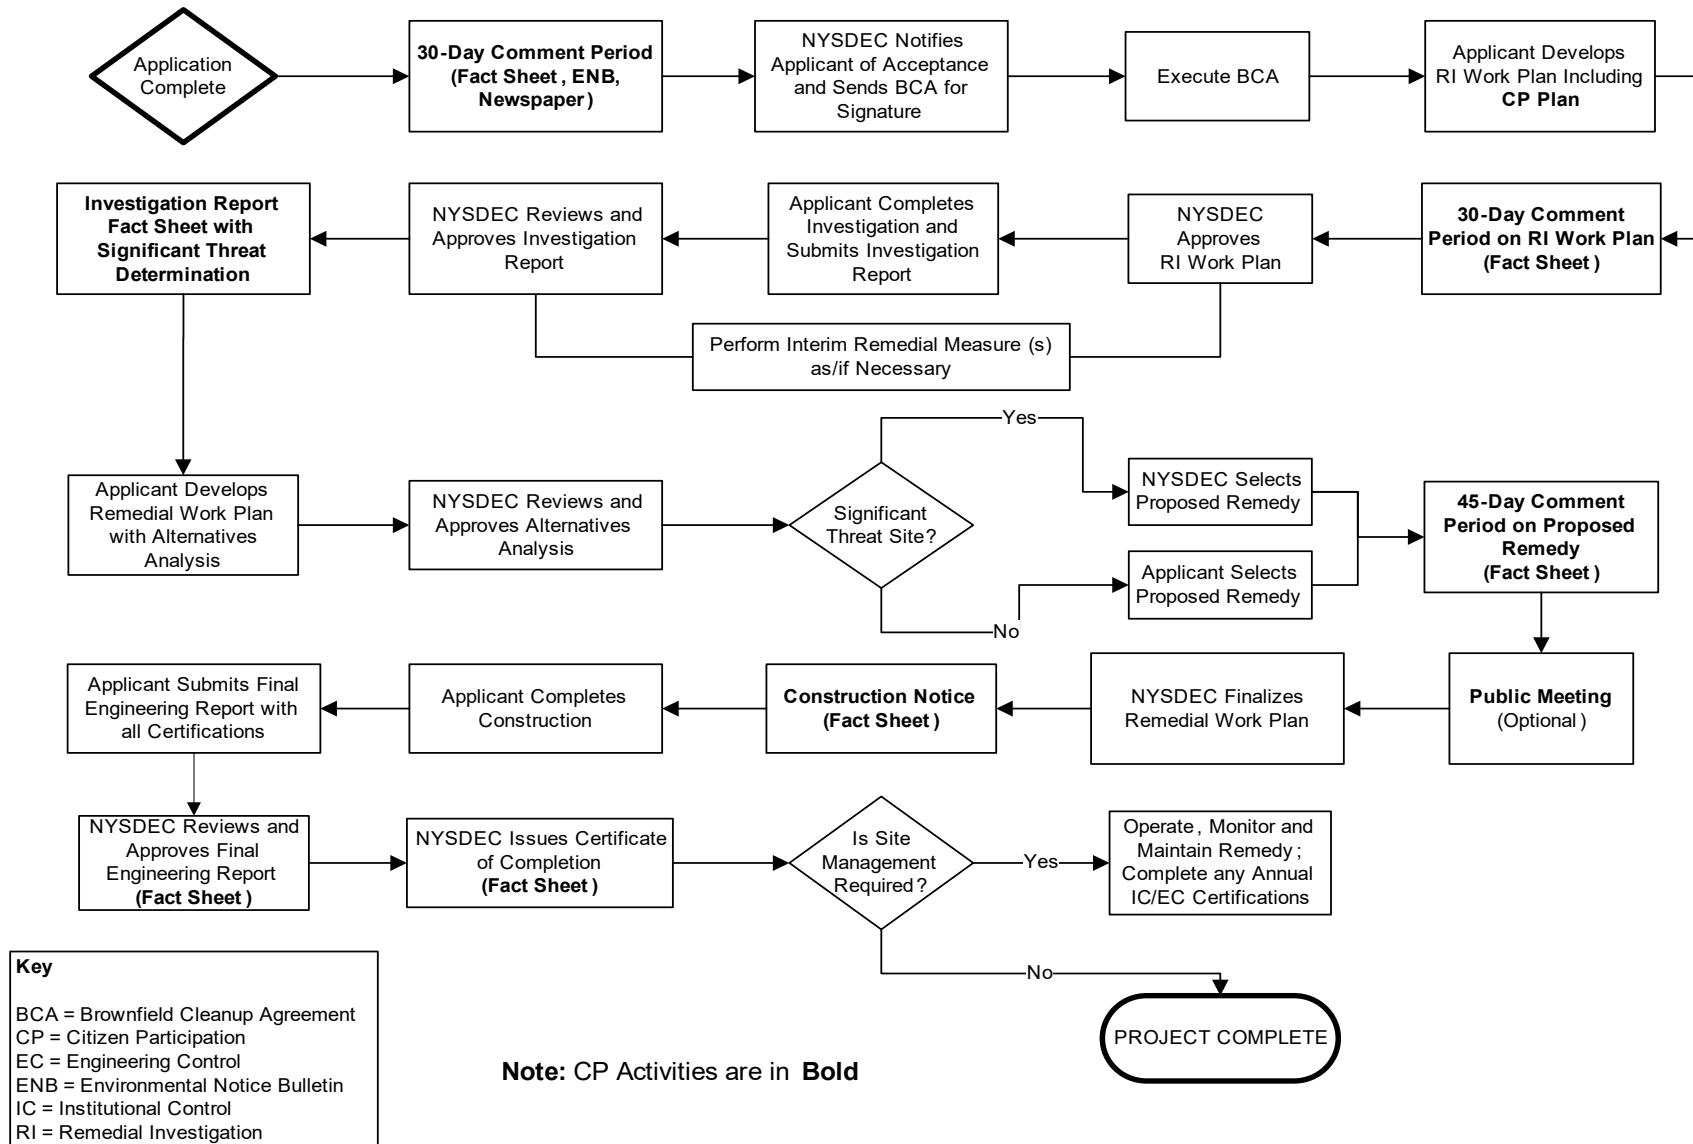 Application
Complete
30-Day Comment Period
(Fact Sheet, ENB,
Newspaper)
NYSDEC Notifies
Applicant of Acceptance
and Sends BCA for
Signature
Execute BCA
Applicant Develops
RI Work Plan Including
CP Plan
30-Day Comment
Period on RI Work Plan
(Fact Sheet)
NYSDEC
Approves
RI Work Plan
Applicant Completes
Investigation and
Submits Investigation
Report
NYSDEC Reviews and
Approves Investigation
Report
Investigation Report
Fact Sheet with
Significant Threat
Determination
Perform Interim Remedial Measure (s)
as/if Necessary
Applicant Develops
Remedial Work Plan
with Alternatives
Analysis
NYSDEC Reviews and
Approves Alternatives
Analysis
Significant
Threat Site?
Yes
No
NYSDEC Selects
Proposed Remedy
Applicant Selects
Proposed Remedy
45-Day Comment
Period on Proposed
Remedy
(Fact Sheet)
Public Meeting
(Optional)
NYSDEC Finalizes
Remedial Work Plan
Construction Notice
(Fact Sheet)
Applicant Completes
Construction
Applicant Submits Final
Engineering Report with
all Certifications
NYSDEC Reviews and
Approves Final
Engineering Report
(Fact Sheet)
NYSDEC Issues Certificate
of Completion
(Fact Sheet)
Is Site
Management
Required?
Yes
Operate, Monitor and
Maintain Remedy;
Complete any Annual
IC/EC Certifications
No
PROJECT COMPLETE
Key
BCA = Brownfield Cleanup Agreement
CP = Citizen Participation
EC = Engineering Control
ENB = Environmental Notice Bulletin
IC = Institutional Control
RI = Remedial Investigation
Note: CP Activities are in Bold